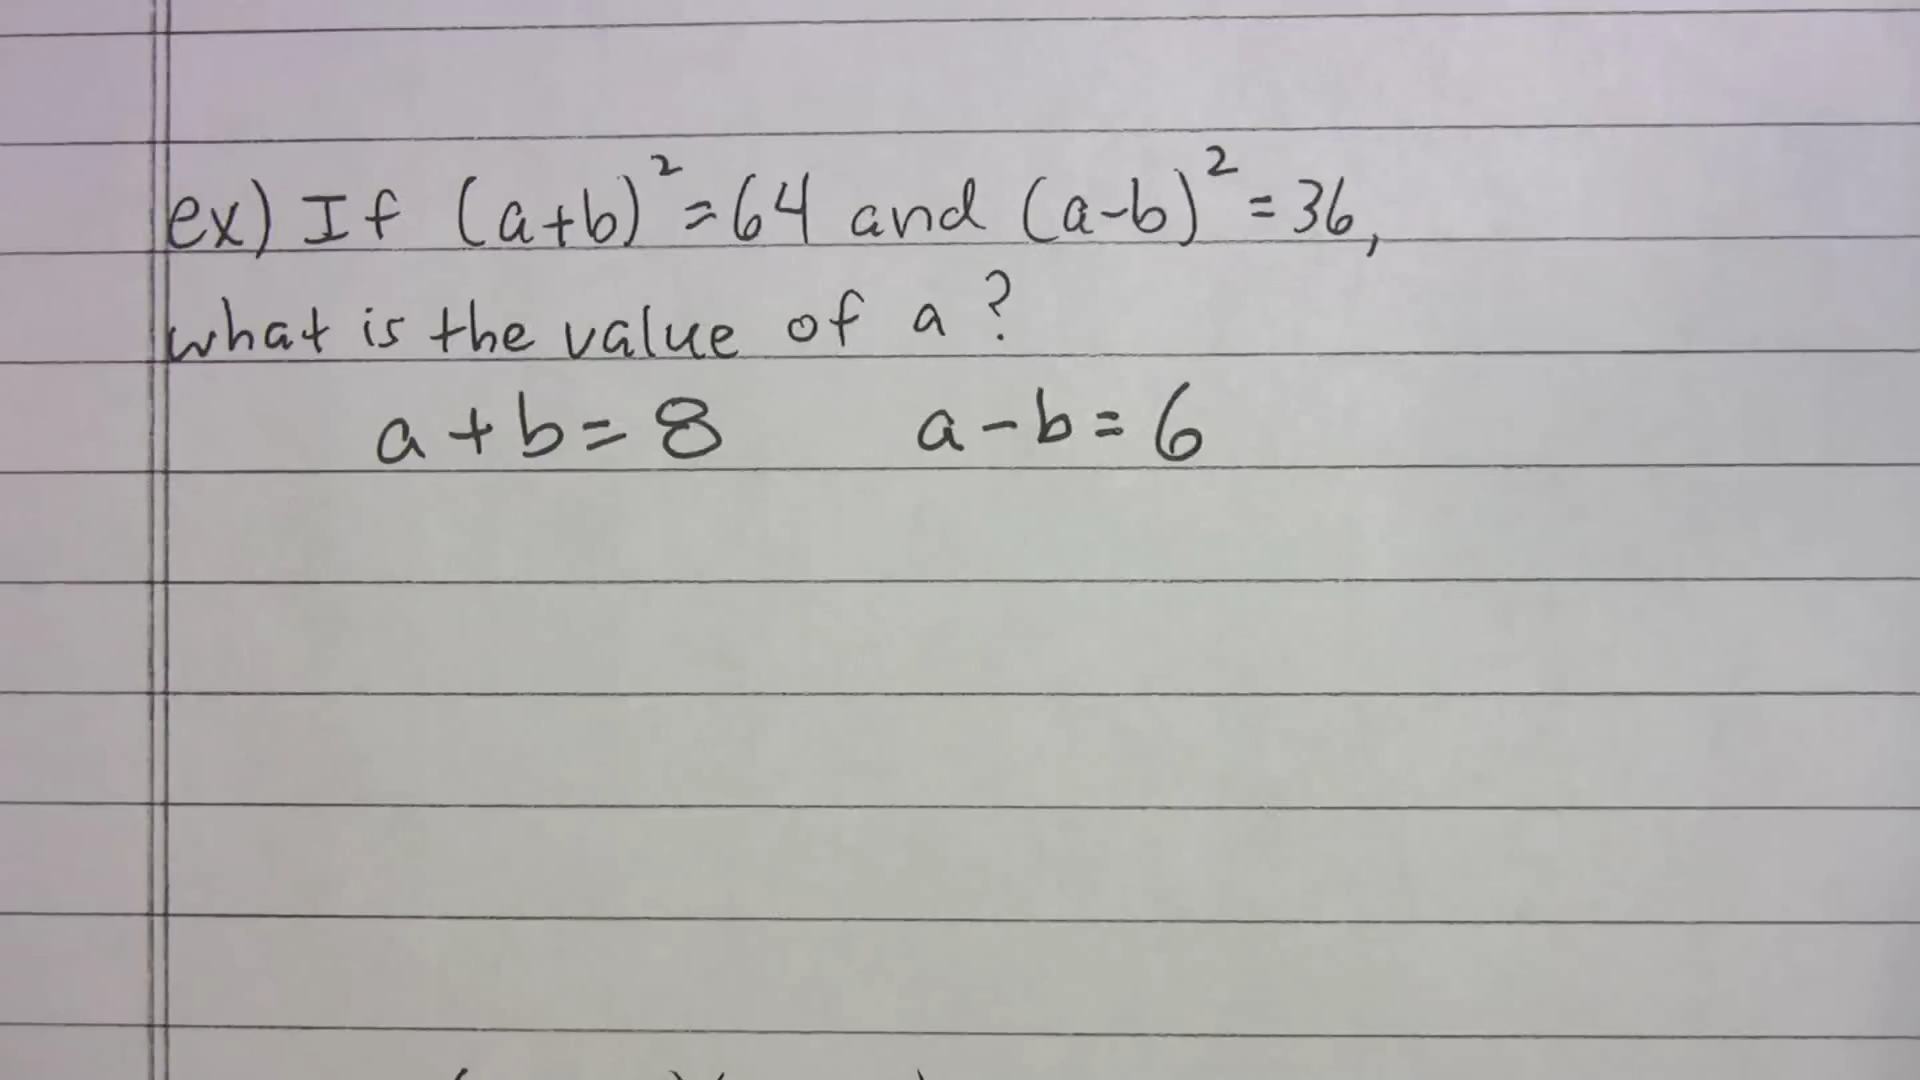 ex) If (a+b)²=64 and (a-b)²=36,
what is the value of a?
a+b=8 a-b=6